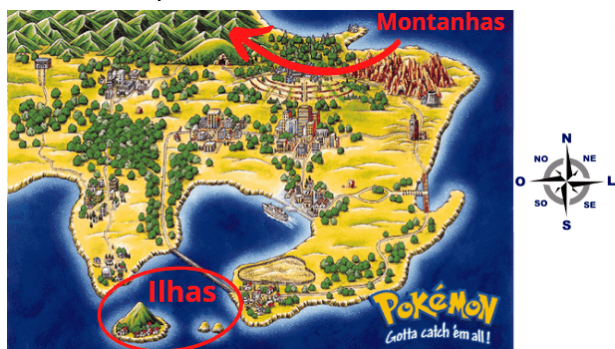 Montanhas
N
NO
NE
O
L
SO
SE
S
Ilhas
POKéMON
Gotta catch 'em all!